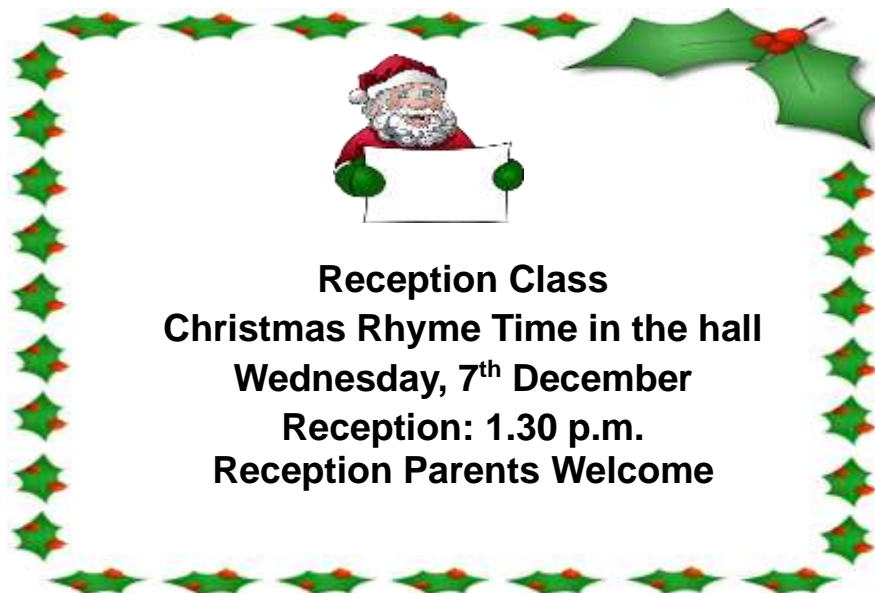 Reception Class
Christmas Rhyme Time in the hall
Wednesday, 7th December
Reception: 1.30 p.m.
Reception Parents Welcome